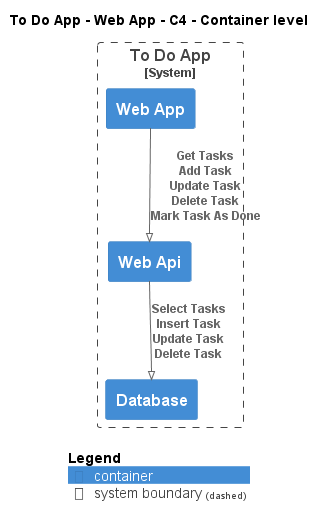 To Do App - Web App - C4 - Container level
To Do App
[System]
Web App
Get Tasks
Add Task
Update Task
Delete Task
Mark Task As Done
Web Api
Select Tasks
Insert Task
Update Task
Delete Task
Database
Legend
container
system boundary (dashed)